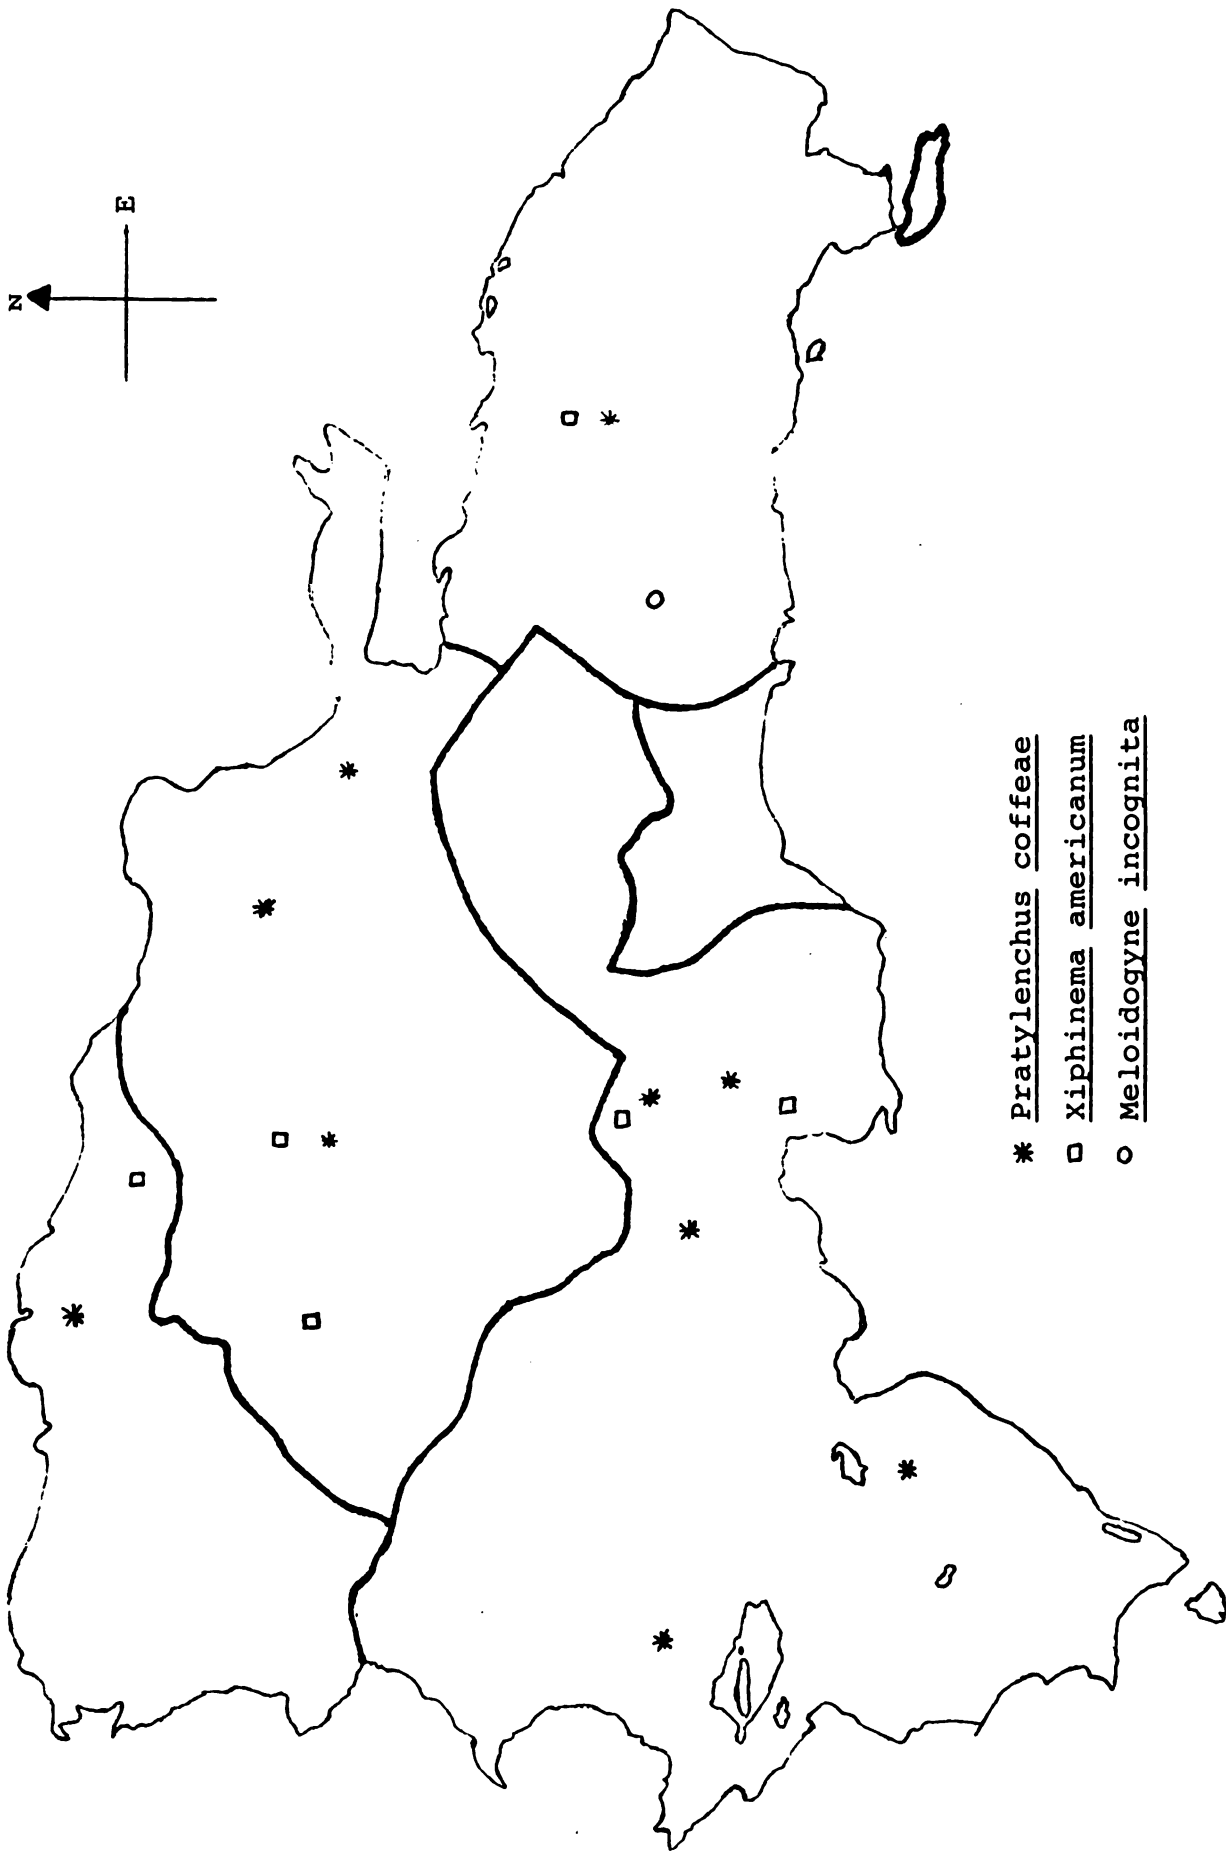 N
E
* Pratylenchus coffeae
□ Xiphinema americanum
○ Meloidogyne incognita